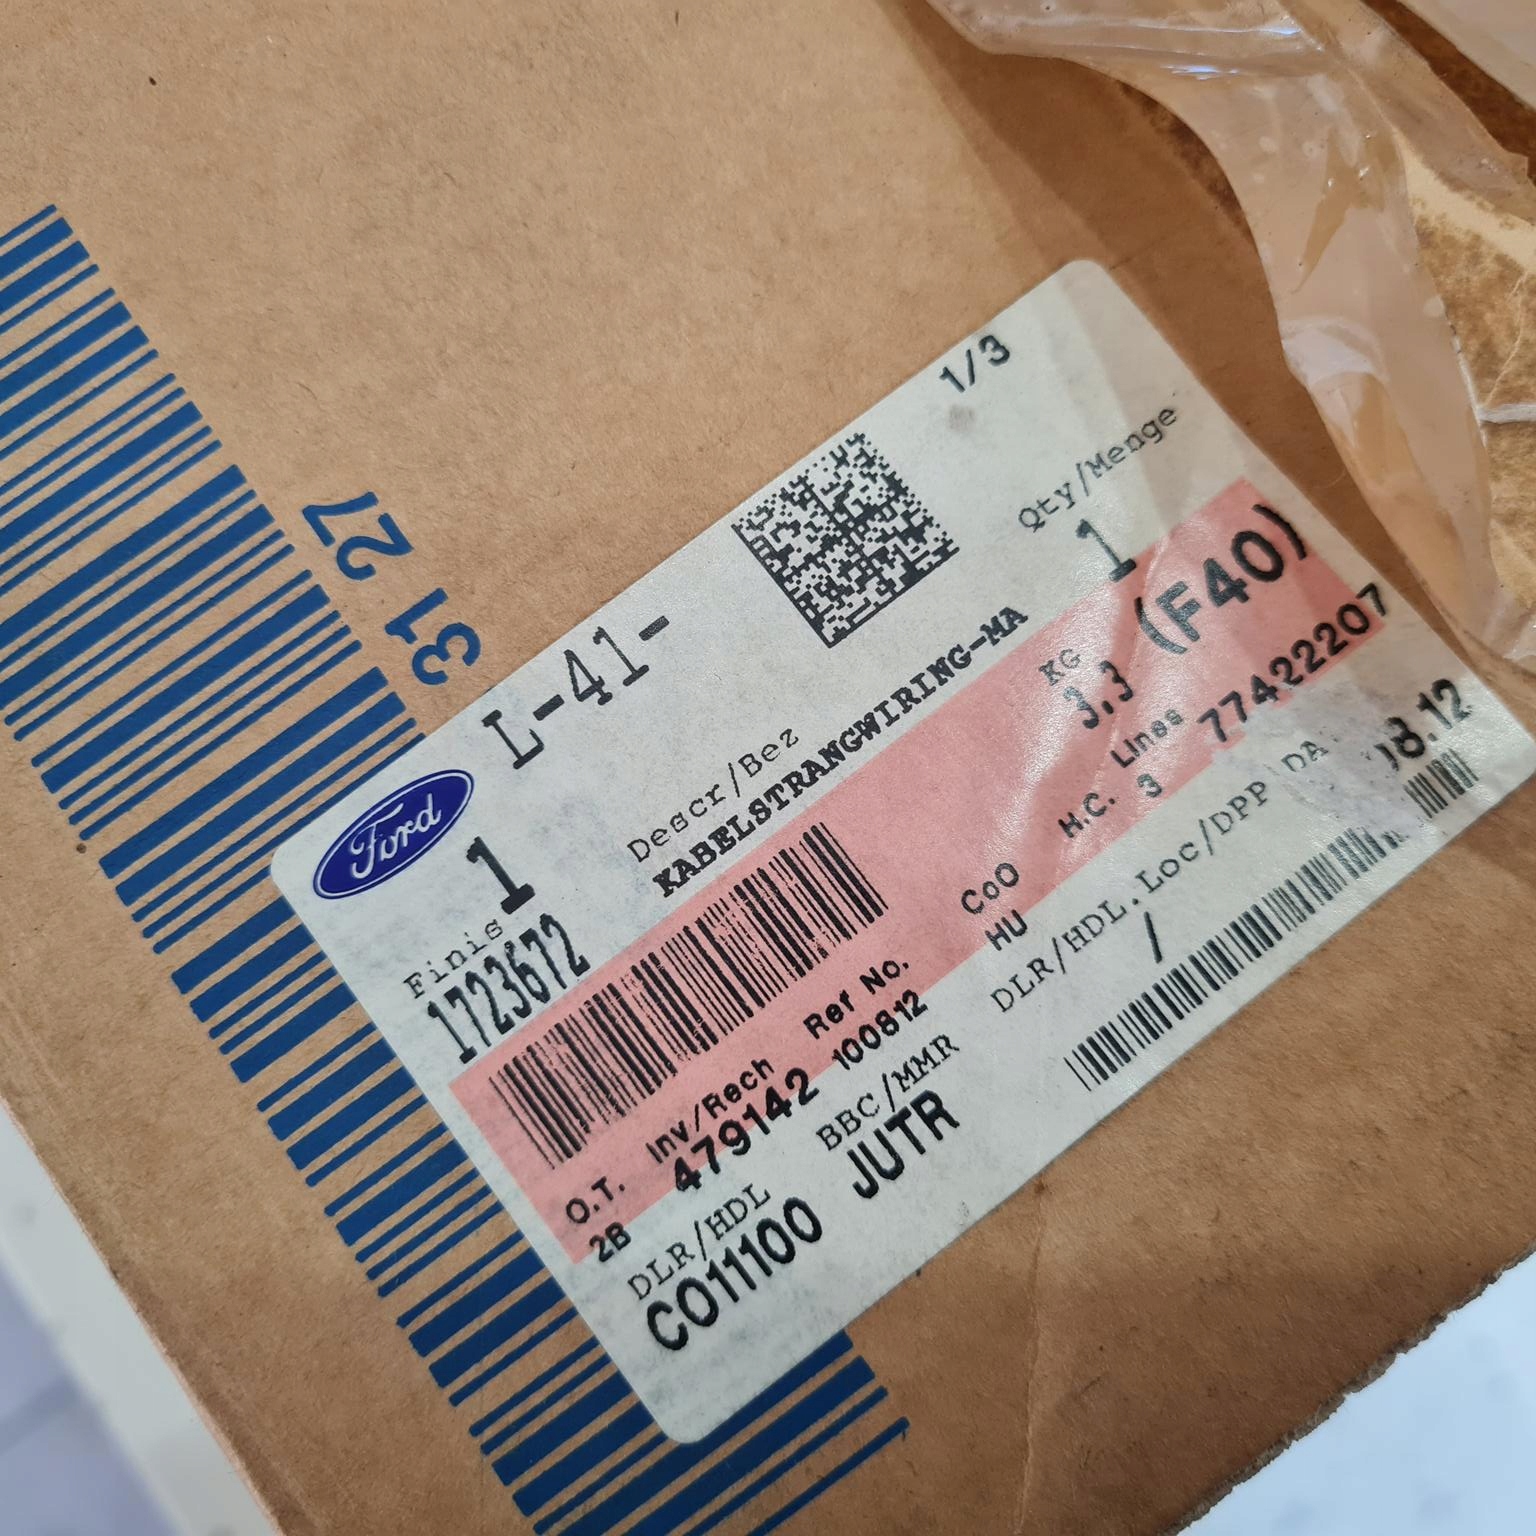 31 27
L-41-
1/3
Ford
1
Descr/Bez
Qty/Menge
Finis
1723672
KABELSTRANGWIRING-MA
1
KG
3.3
(F40)
Lines
H.C.
3
77422207
CoO
HU
O.T.
2B
Inv/Rech
479142
Ref No.
100812
DLR/HDL
CO11100
BBC/MMR
JUTR
DLR/HDL.Loc/DPP DA
/